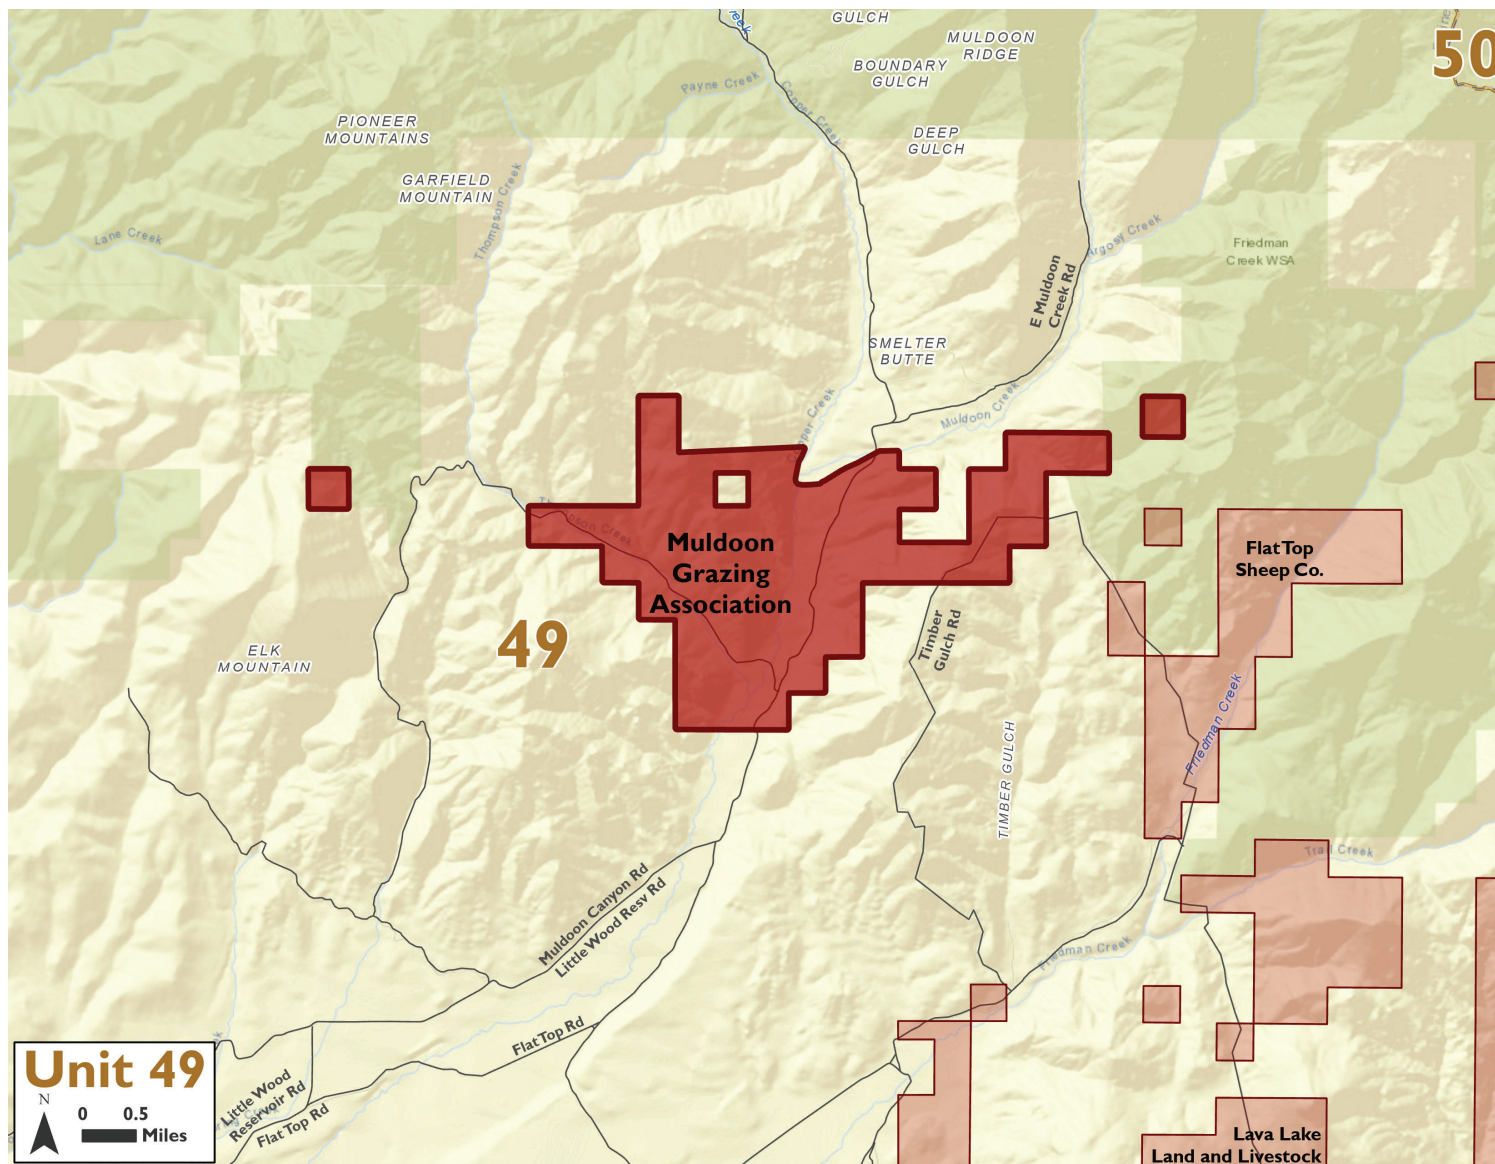 GULCH
MULDOON
RIDGE
50
BOUNDARY
GULCH
Payne Creek
Copper Creek
PIONEER
MOUNTAINS
DEEP
GULCH
GARFIELD
MOUNTAIN
Thompson Creek
Lane Creek
Argosy Creek
Friedman
Creek WSA
E Muldoon
Creek Rd
SMELTER
BUTTE
Muldoon Creek
Creek
Creek
Muldoon
Grazing
Association
Flat Top
Sheep Co.
49
Timber
Gulch Rd
ELK
MOUNTAIN
Friedman Creek
TIMBER GULCH
Trail Creek
Muldoon Canyon Rd
Little Wood Resv Rd
Friedman Creek
Flat Top Rd
Unit 49
N
0 0.5
Miles
Little Wood
Reservoir Rd
Flat Top Rd
Lava Lake
Land and Livestock